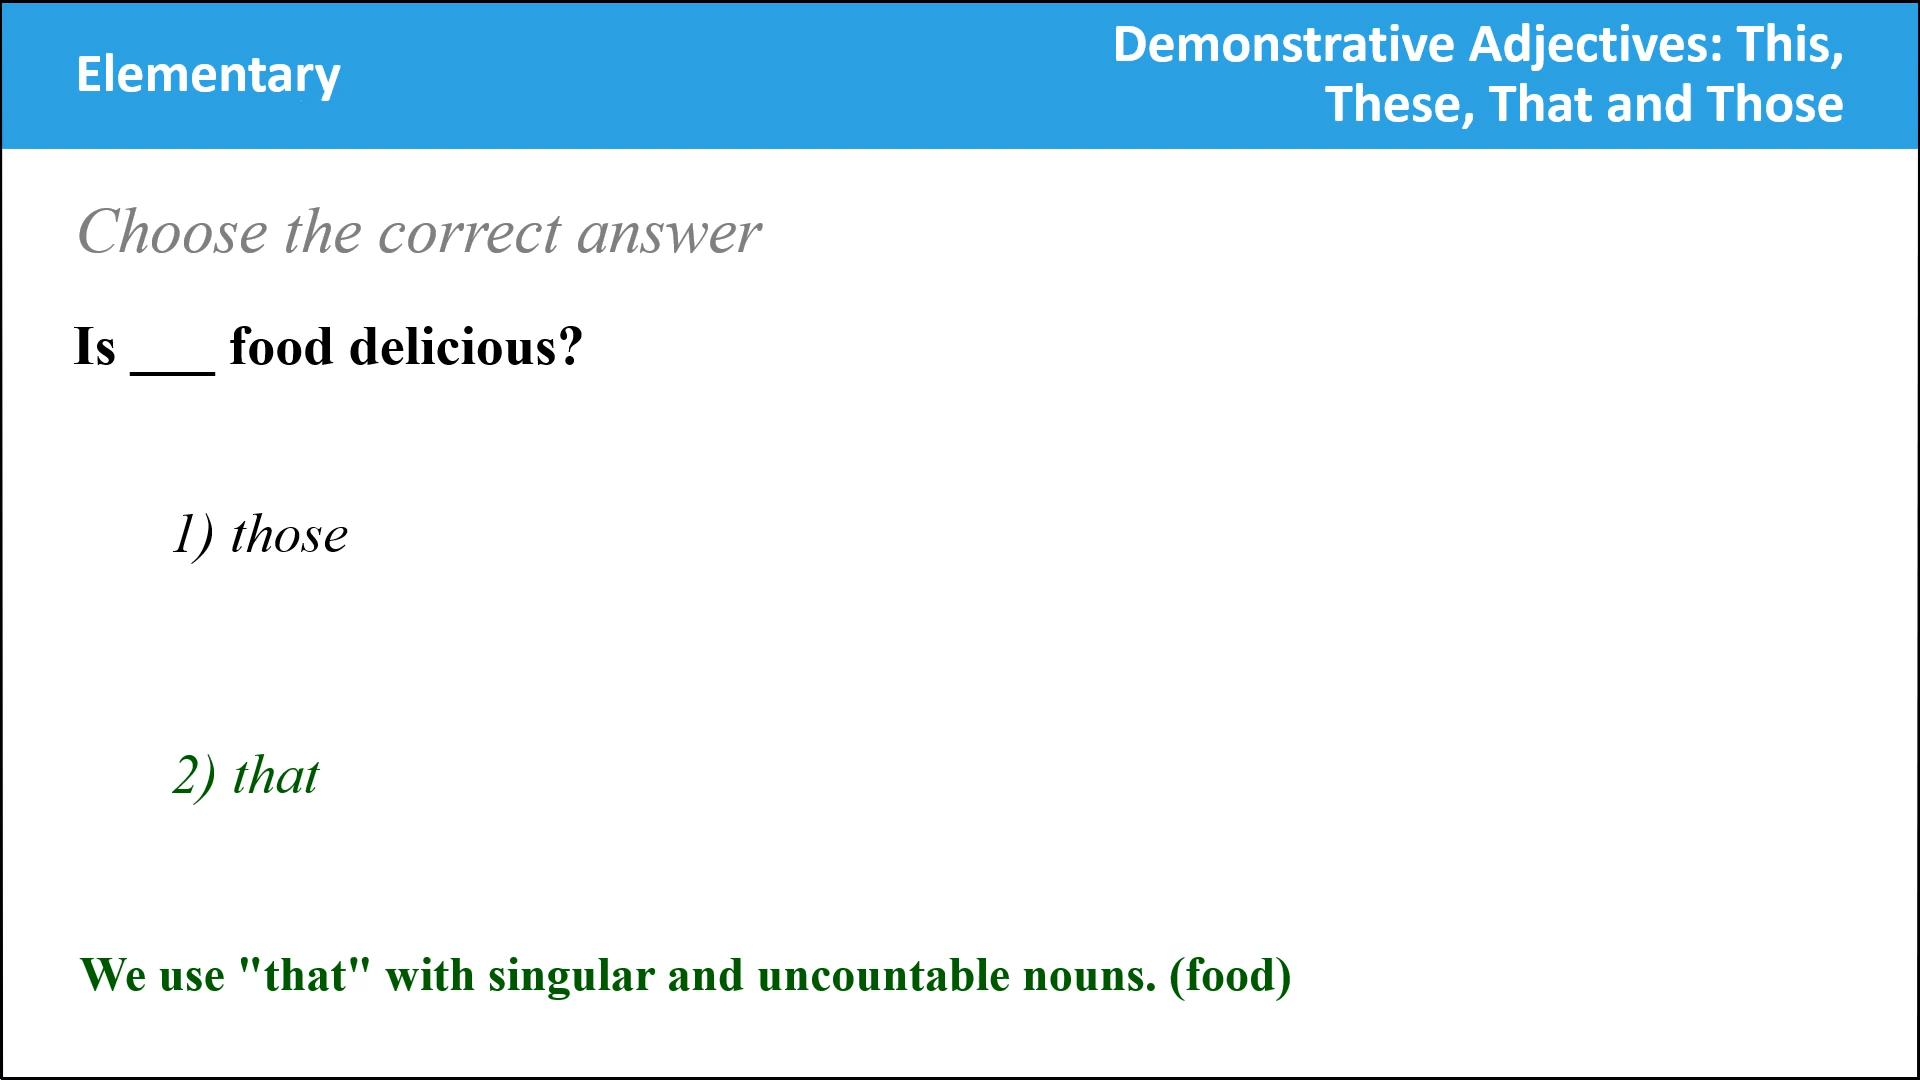 Elementary
Demonstrative Adjectives: This,
These, That and Those
Choose the correct answer
Is ___ food delicious?
1) those
2) that
We use "that" with singular and uncountable nouns. (food)